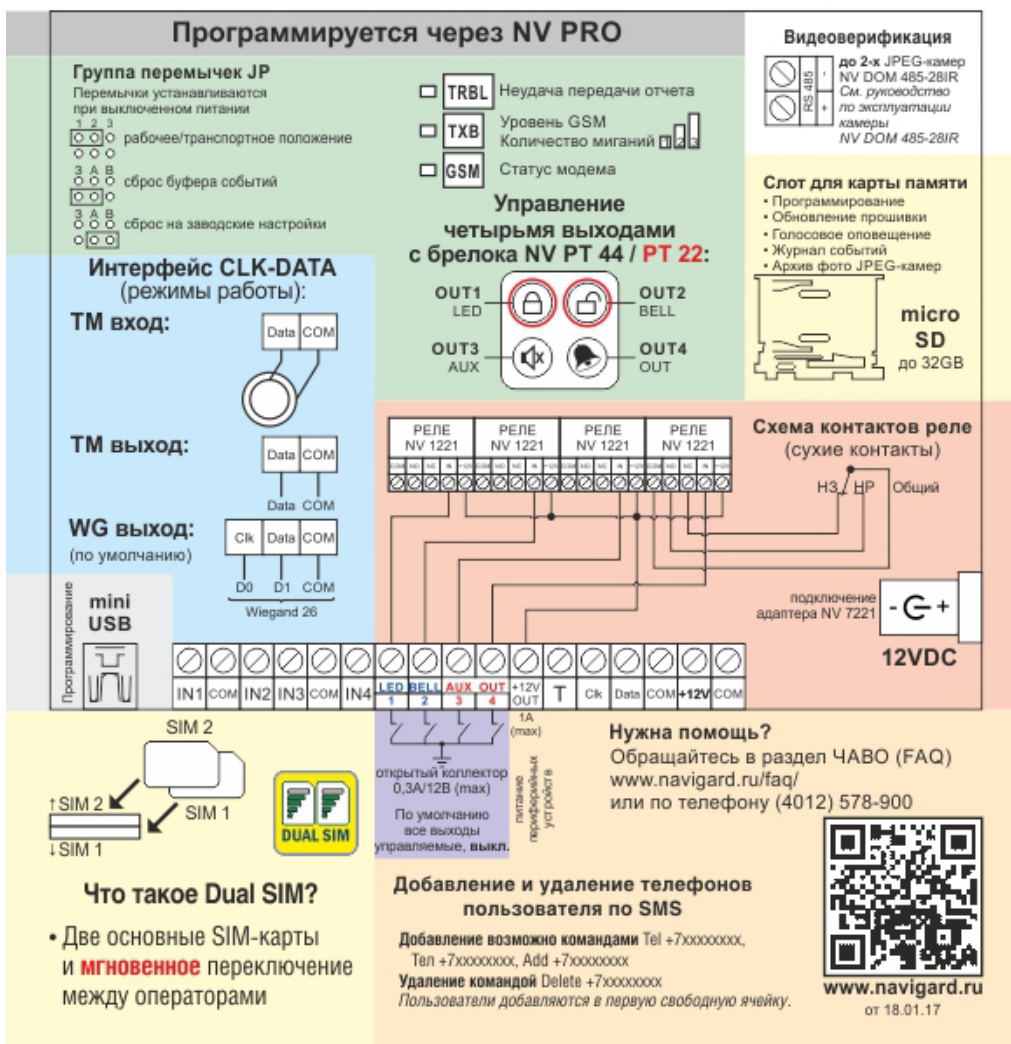 Программируется через NV PRO
Группа перемычек JP
Перемычки устанавливаются
при выключенном питании
1 2 3
рабочее/транспортное положение
3 A B
сброс буфера событий
3 A B
сброс на заводские настройки
TRBL Неудача передачи отчета
TXB Уровень GSM
Количество миганий 1 2 3
GSM Статус модема
Управление
четырьмя выходами
с брелока NV PT 44 / PT 22:
OUT1
LED
OUT2
BELL
OUT3
AUX
OUT4
OUT
Видеоверификация
RS 485
-
+
до 2-х JPEG-камер
NV DOM 485-28IR
См. руководство
по эксплуатации
камеры
NV DOM 485-28IR
Слот для карты памяти
• Программирование
• Обновление прошивки
• Голосовое оповещение
• Журнал событий
• Архив фото JPEG-камер
micro
SD
до 32GB
Интерфейс CLK-DATA
(режимы работы):
ТМ вход:
Data COM
ТМ выход:
Data COM
Data COM
WG выход:
(по умолчанию)
Clk Data COM
D0 D1 COM
Wiegand 26
РЕЛЕ
NV 1221
РЕЛЕ
NV 1221
РЕЛЕ
NV 1221
РЕЛЕ
NV 1221
Схема контактов реле
(сухие контакты)
НЗ НР Общий
подключение
адаптера NV 7221
- +
12VDC
Программирование
mini
USB
IN1 COM IN2 IN3 COM IN4 LED BELL AUX OUT +12V T Clk Data COM +12V COM
1 2 3 4 OUT
1A
(max)
открытый коллектор
0,3А/12В (max)
По умолчанию
все выходы
управляемые, выкл.
питание
периферийных
устройств
Нужна помощь?
Обращайтесь в раздел ЧАВО (FAQ)
www.navigard.ru/faq/
или по телефону (4012) 578-900
SIM 2
SIM 1
↑SIM 2
↓SIM 1
DUAL SIM
Что такое Dual SIM?
• Две основные SIM-карты
и мгновенное переключение
между операторами
Добавление и удаление телефонов
пользователя по SMS
Добавление возможно командами Tel +7xxxxxxxx,
Тел +7xxxxxxxx, Add +7xxxxxxxx
Удаление командой Delete +7xxxxxxxx
Пользователи добавляются в первую свободную ячейку.
www.navigard.ru
от 18.01.17